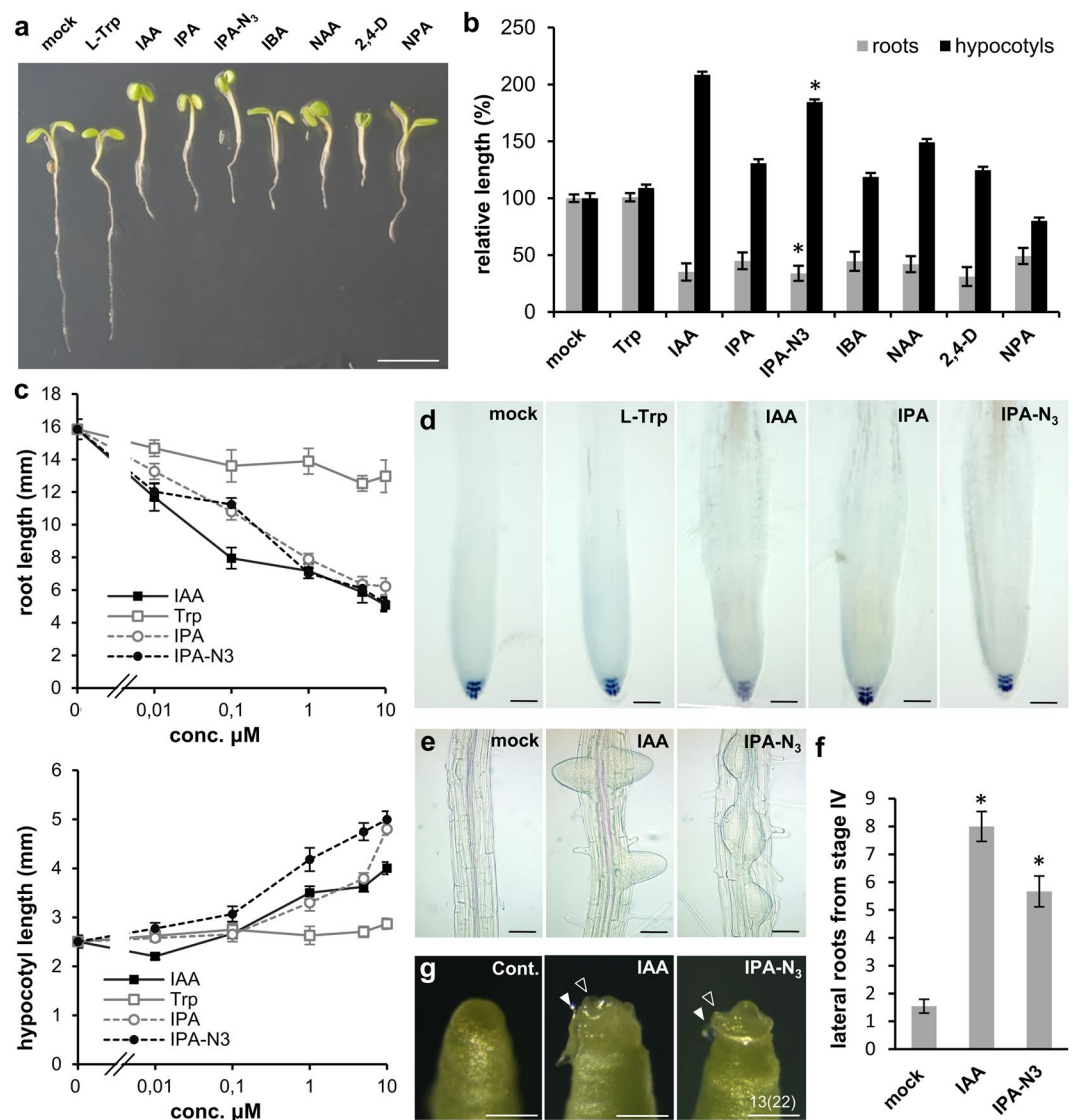 a
mock L-Trp IAA IPA IPA-N3 IBA NAA 2,4-D NPA
b
roots hypocotyls
relative length (%)
250
200
150
100
50
0
*
*
mock Trp IAA IPA IPA-N3 IBA NAA 2,4-D NPA
c
root length (mm)
18
16
14
12
10
8
6
4
2
0
IAA
Trp
IPA
IPA-N3
0 0,01 0,1 1 10
conc. µM
hypocotyl length (mm)
6
5
4
3
2
1
0
IAA
Trp
IPA
IPA-N3
0 0,01 0,1 1 10
conc. µM
d
mock L-Trp IAA IPA IPA-N3
e
mock IAA IPA-N3
f
lateral roots from stage IV
9
8
7
6
5
4
3
2
1
0
*
*
mock IAA IPA-N3
g
Cont. IAA IPA-N3
13(22)